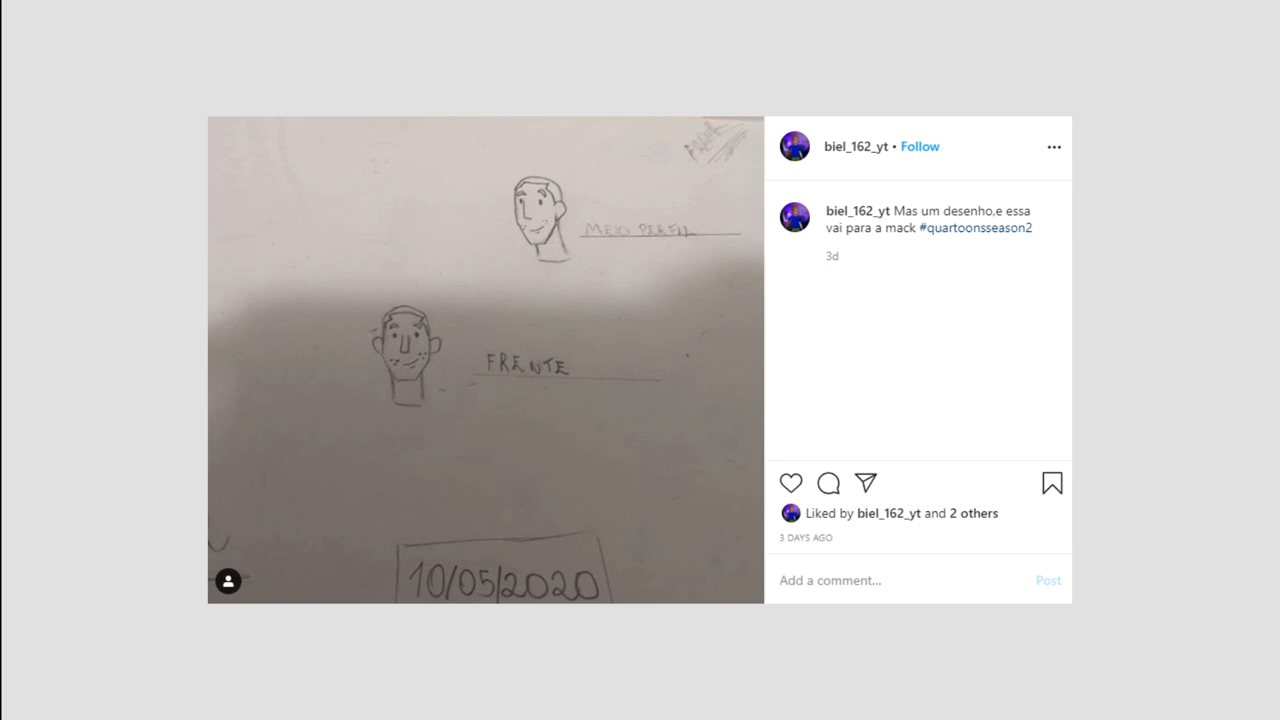 MEIO PERFIL
FRENTE
10/05/2020
biel_162_yt • Follow
biel_162_yt Mas um desenho,e essa
vai para a mack #quartoonsseason2
3d
Liked by biel_162_yt and 2 others
3 DAYS AGO
Add a comment...
Post